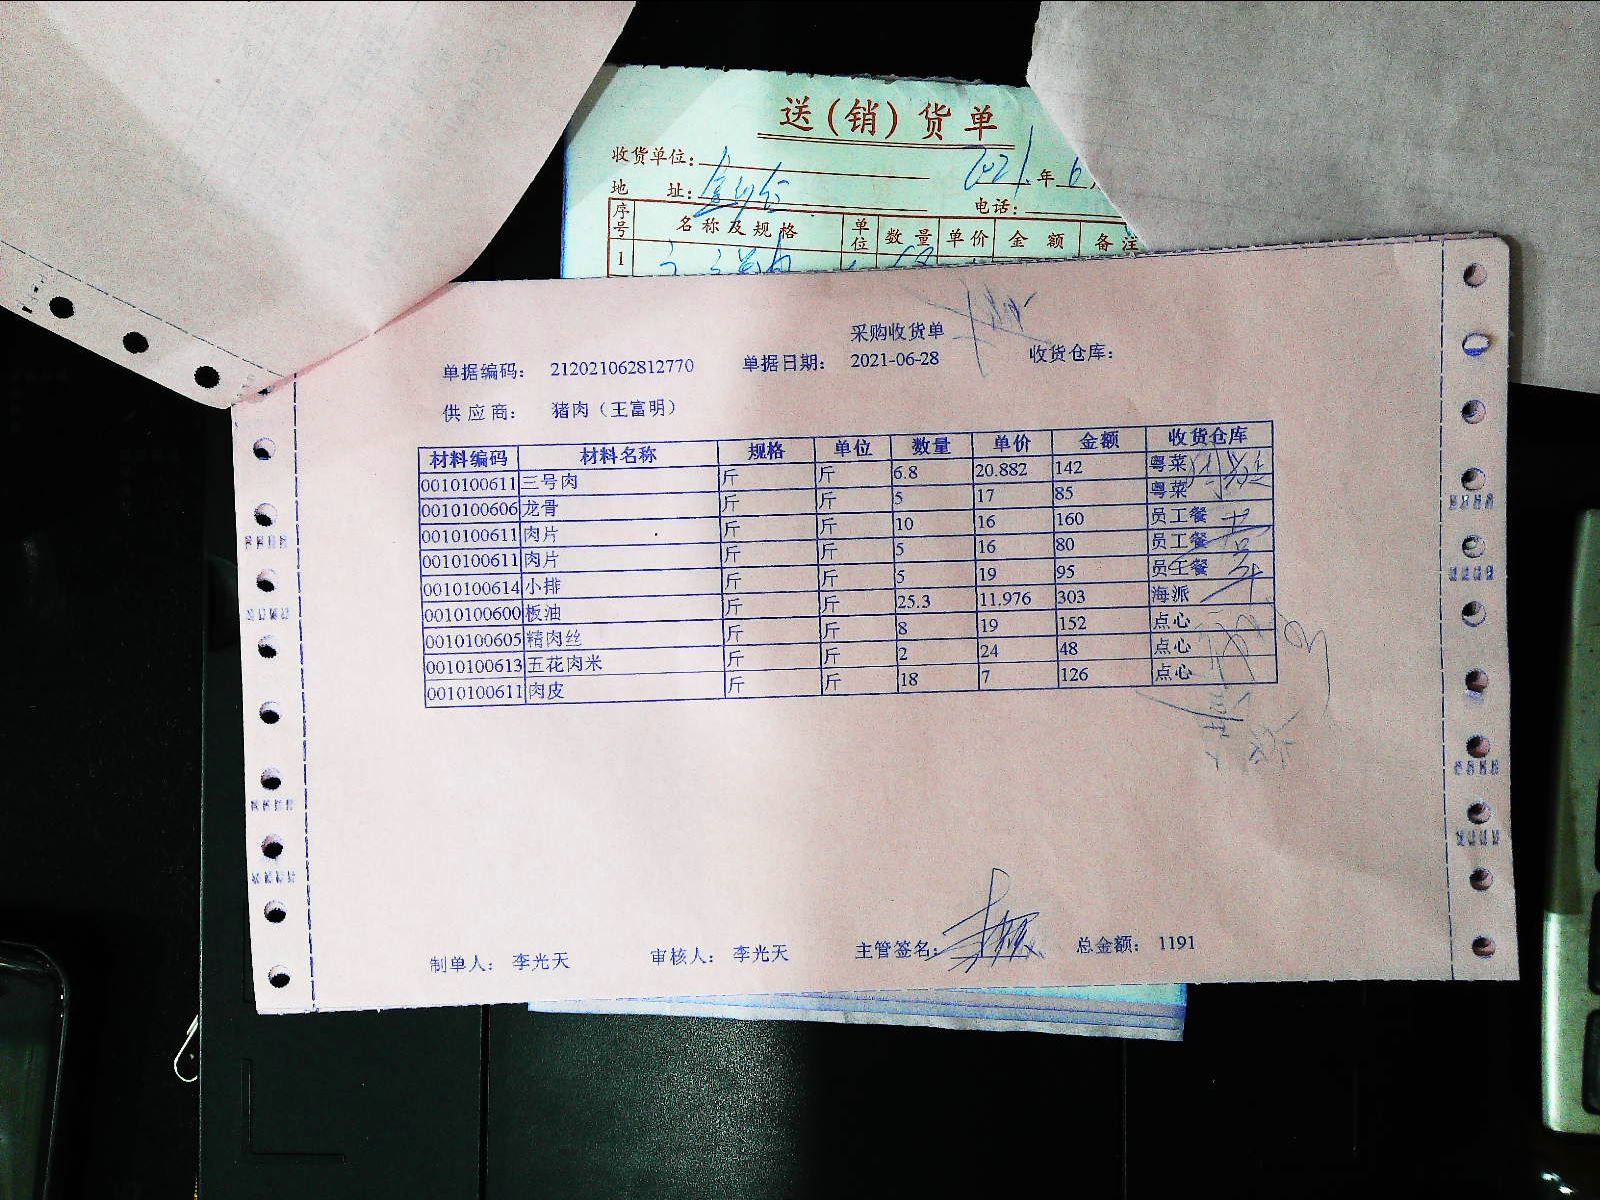 送(销)货单
收货单位:
2021年6
地 址:
电话:
序号 名称及规格 单位 数量 单价 金额 备注
1
采购收货单
单据编码: 212021062812770 单据日期: 2021-06-28 收货仓库:
供应商: 猪肉（王富明）
材料编码 材料名称 规格 单位 数量 单价 金额 收货仓库
0010100611 三号肉 斤 斤 6.8 20.882 142 粤菜
0010100606 龙骨 斤 斤 5 17 85 粤菜
0010100611 肉片 斤 斤 10 16 160 员工餐
0010100611 肉片 斤 斤 5 16 80 员工餐
0010100614 小排 斤 斤 5 19 95 员工餐
0010100600 板油 斤 斤 25.3 11.976 303 海派
0010100605 精肉丝 斤 斤 8 19 152 点心
0010100613 五花肉米 斤 斤 2 24 48 点心
0010100611 肉皮 斤 斤 18 7 126 点心
制单人: 李光天 审核人: 李光天 主管签名: 总金额: 1191